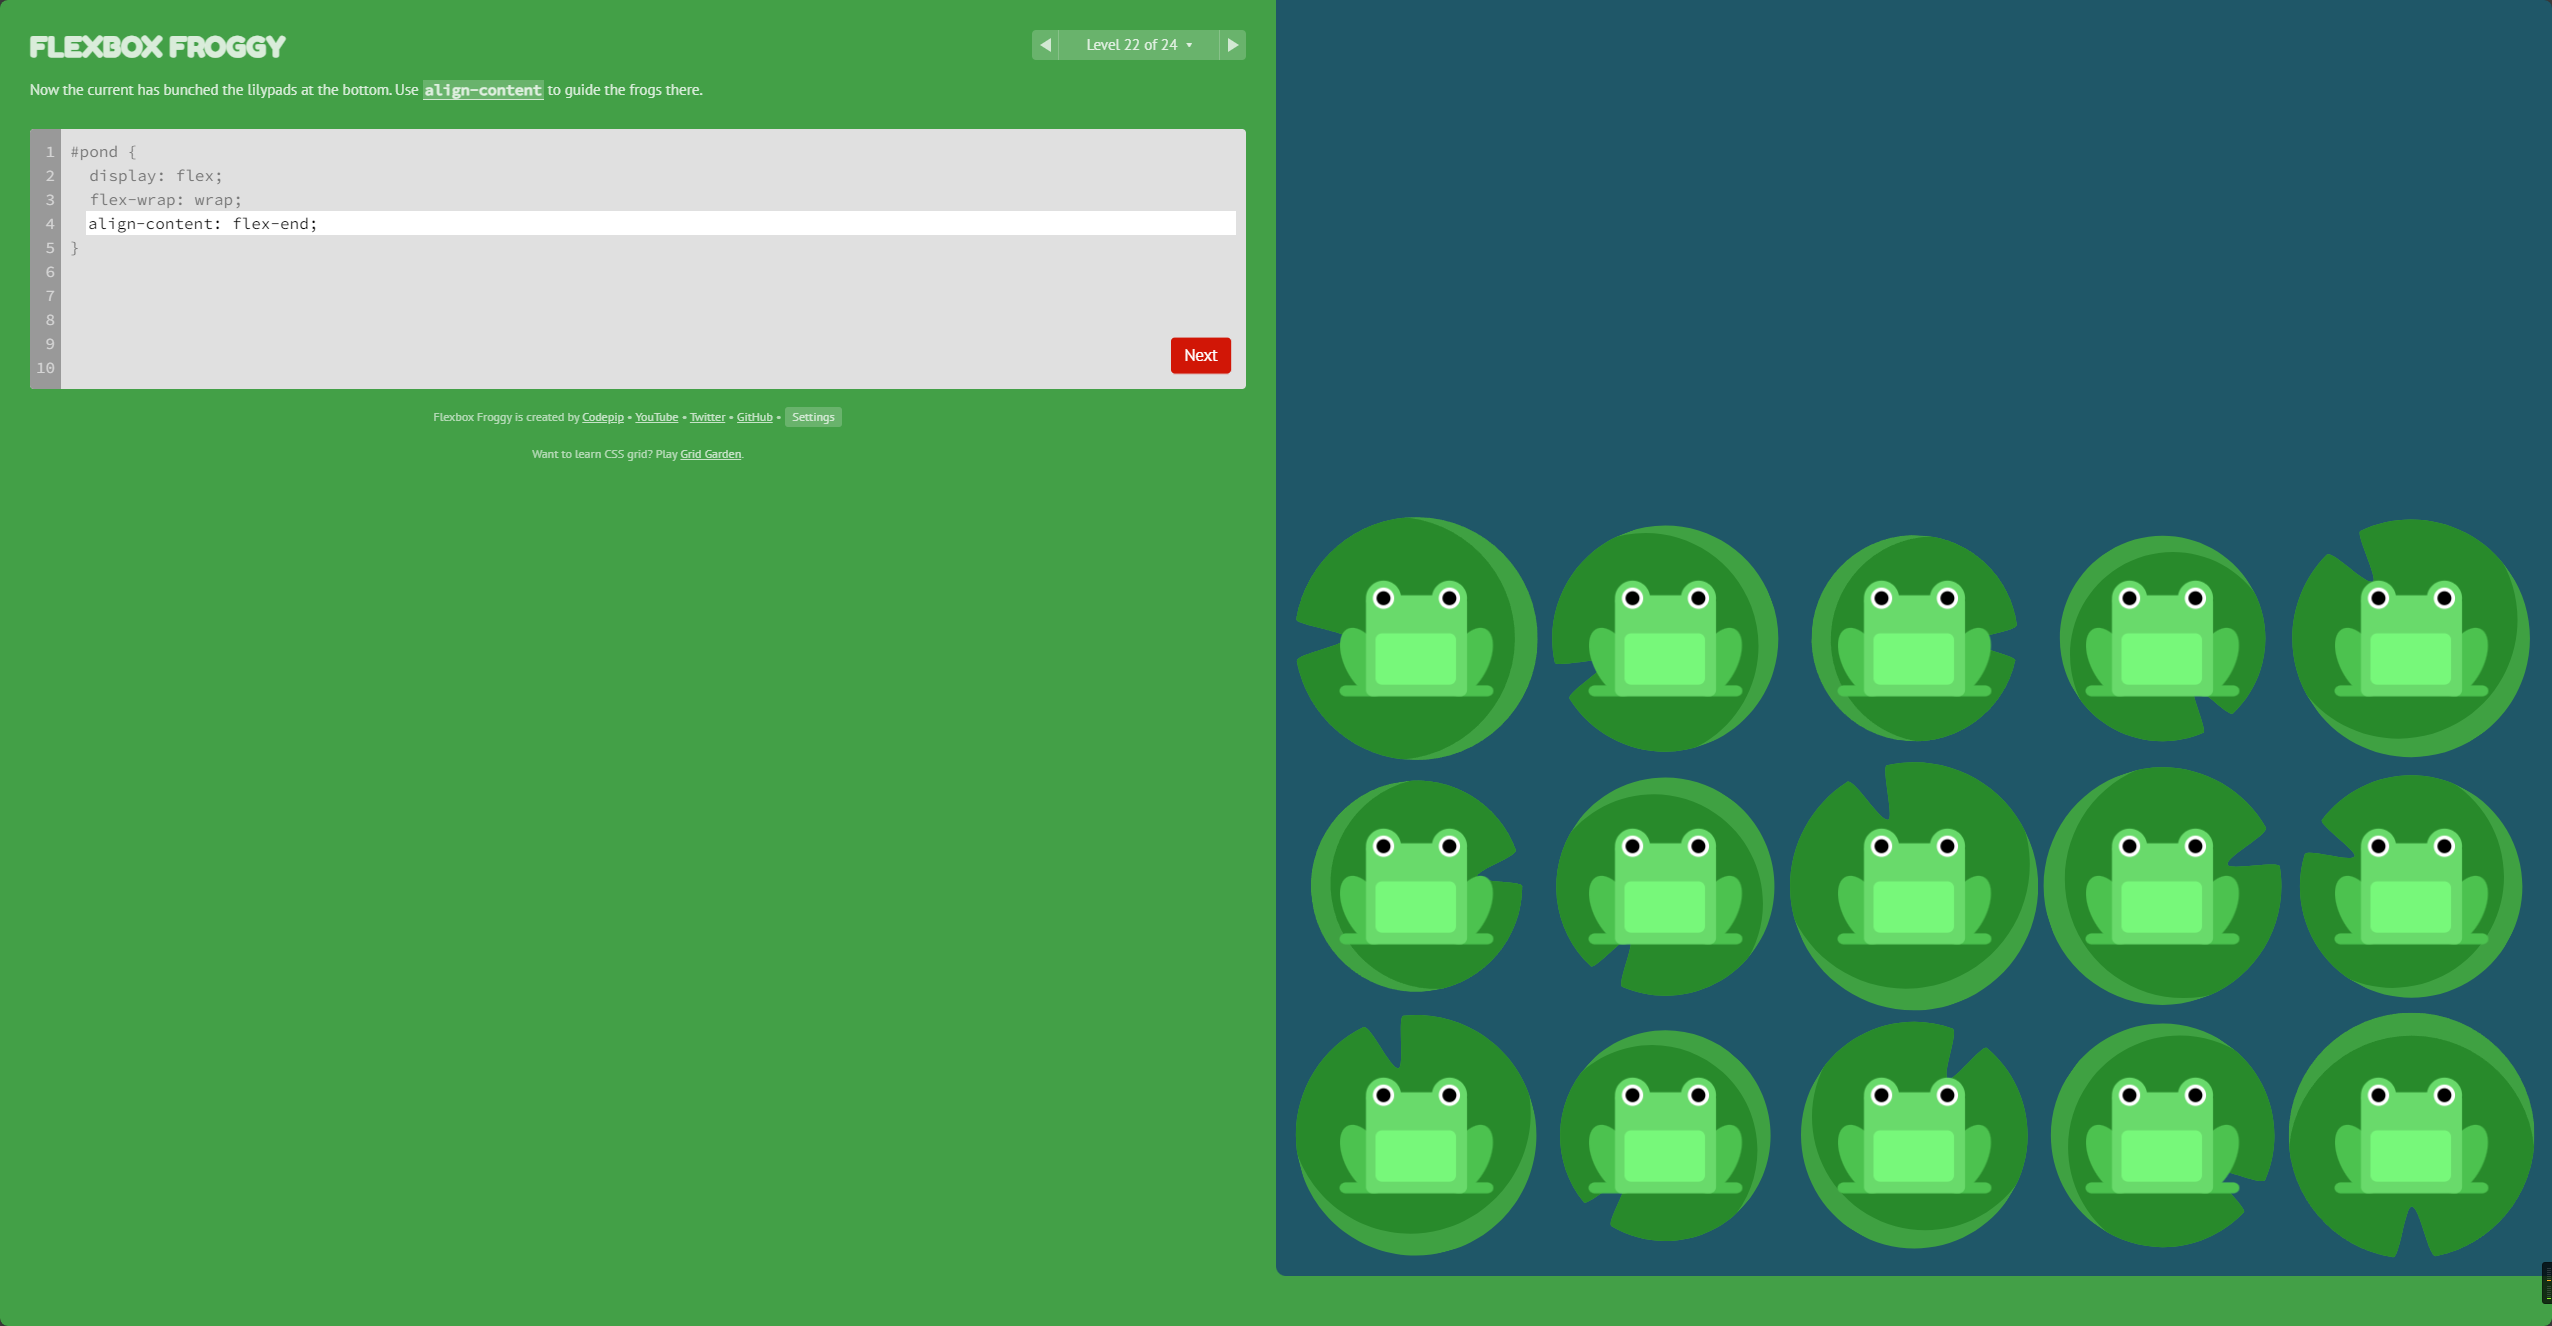 FLEXBOX FROGGY
Level 22 of 24
Now the current has bunched the lilypads at the bottom. Use align-content to guide the frogs there.
1 #pond {
2 display: flex;
3 flex-wrap: wrap;
4 align-content: flex-end;
5 }
6
7
8
9
10
Next
Flexbox Froggy is created by Codepip • YouTube • Twitter • GitHub • Settings
Want to learn CSS grid? Play Grid Garden.